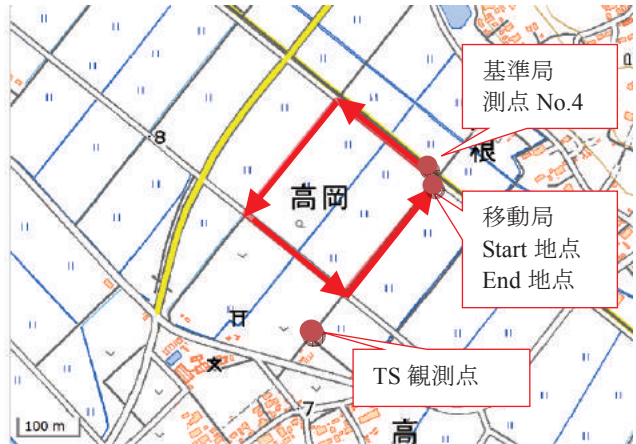 基準局
測点 No.4
根
8
高岡
移動局
Start 地点
End 地点
TS 観測点
文
7
高
100 m